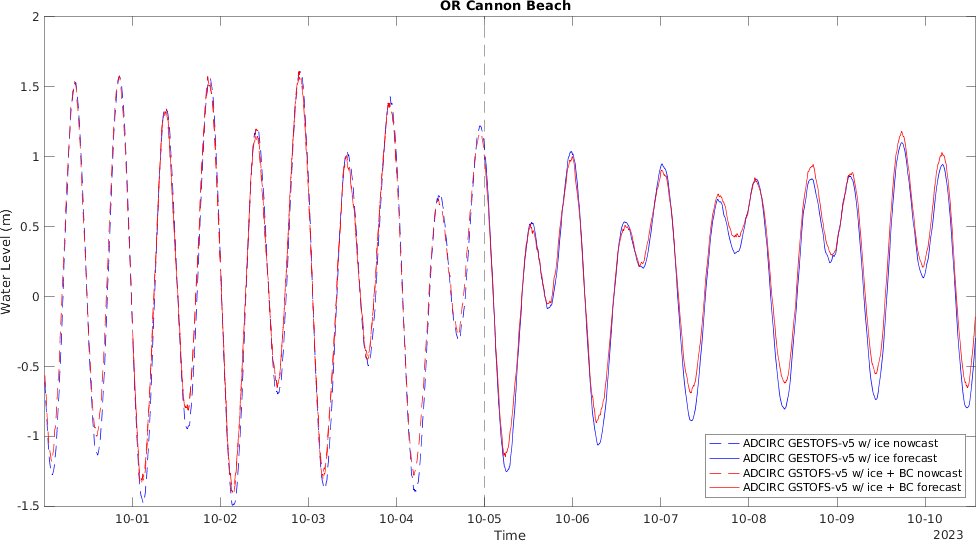 OR Cannon Beach
2
1.5
1
0.5
0
-0.5
-1
-1.5
Water Level (m)
10-01 10-02 10-03 10-04 10-05 10-06 10-07 10-08 10-09 10-10
Time
2023
ADCIRC GESTOFS-v5 w/ ice nowcast
ADCIRC GESTOFS-v5 w/ ice forecast
ADCIRC GSTOFS-v5 w/ ice + BC nowcast
ADCIRC GSTOFS-v5 w/ ice + BC forecast